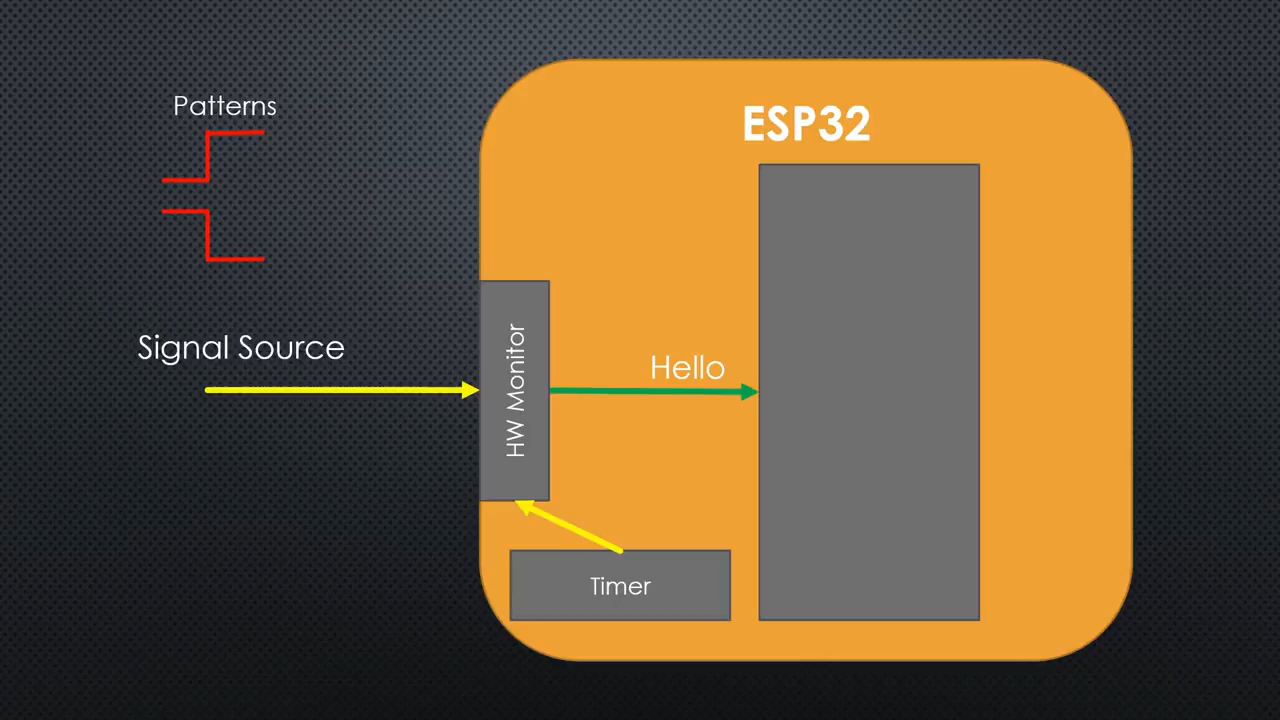 Patterns
ESP32
Signal Source
HW Monitor
Hello
Timer